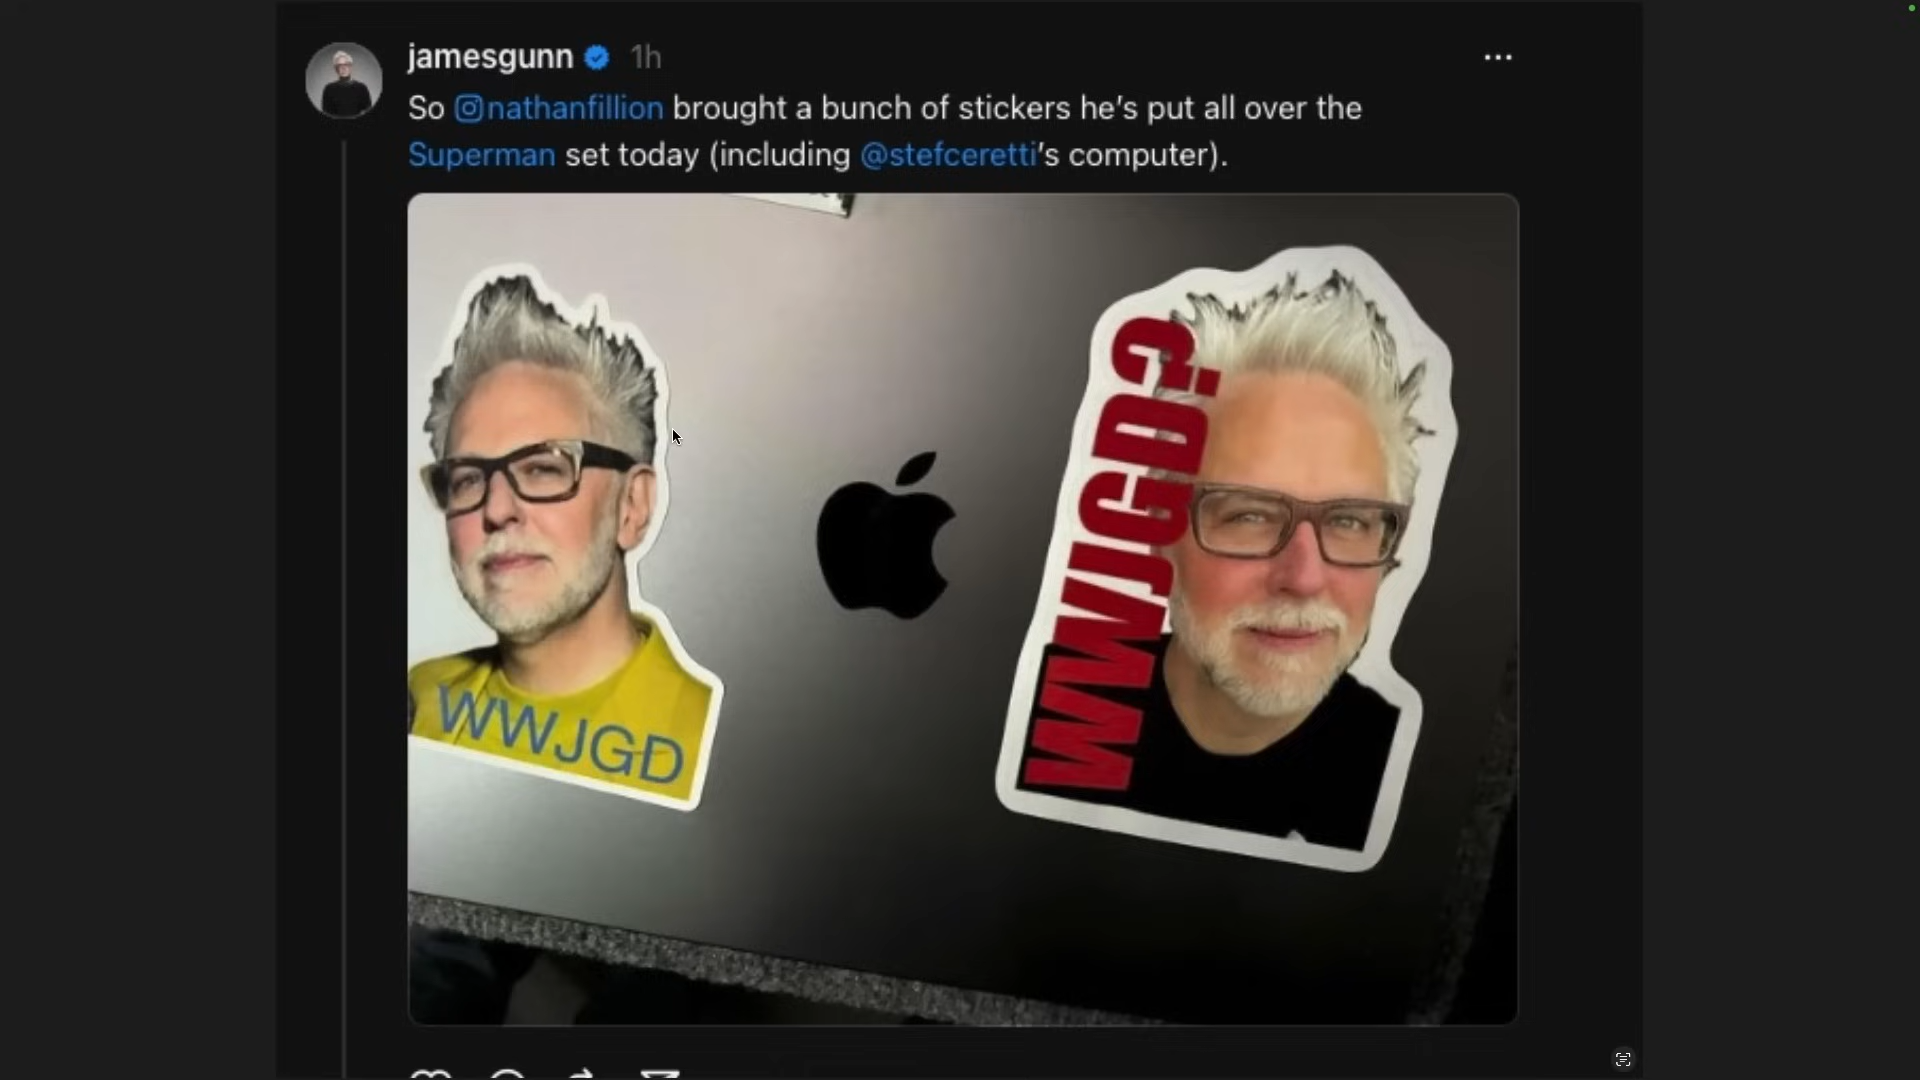 jamesgunn 1h
So @nathanfillion brought a bunch of stickers he's put all over the
Superman set today (including @stefceretti's computer).
WWJGD
WWJGD?